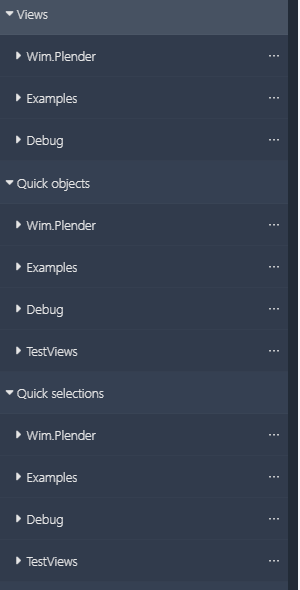 Views
Wim.Plender
Examples
Debug
Quick objects
Wim.Plender
Examples
Debug
TestViews
Quick selections
Wim.Plender
Examples
Debug
TestViews